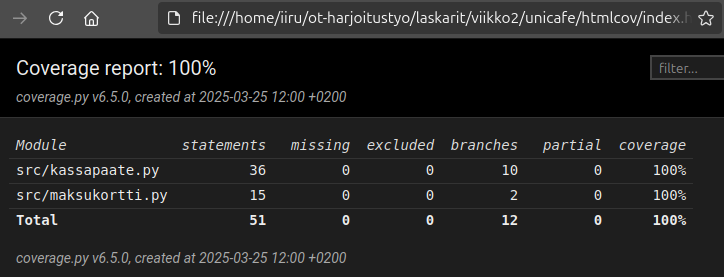 file:///home/iiru/ot-harjoitustyo/laskarit/viikko2/unicafe/htmlcov/index.h
Coverage report: 100%
filter...
coverage.py v6.5.0, created at 2025-03-25 12:00 +0200
Module statements missing excluded branches partial coverage
src/kassapaate.py 36 0 0 10 0 100%
src/maksukortti.py 15 0 0 2 0 100%
Total 51 0 0 12 0 100%
coverage.py v6.5.0, created at 2025-03-25 12:00 +0200